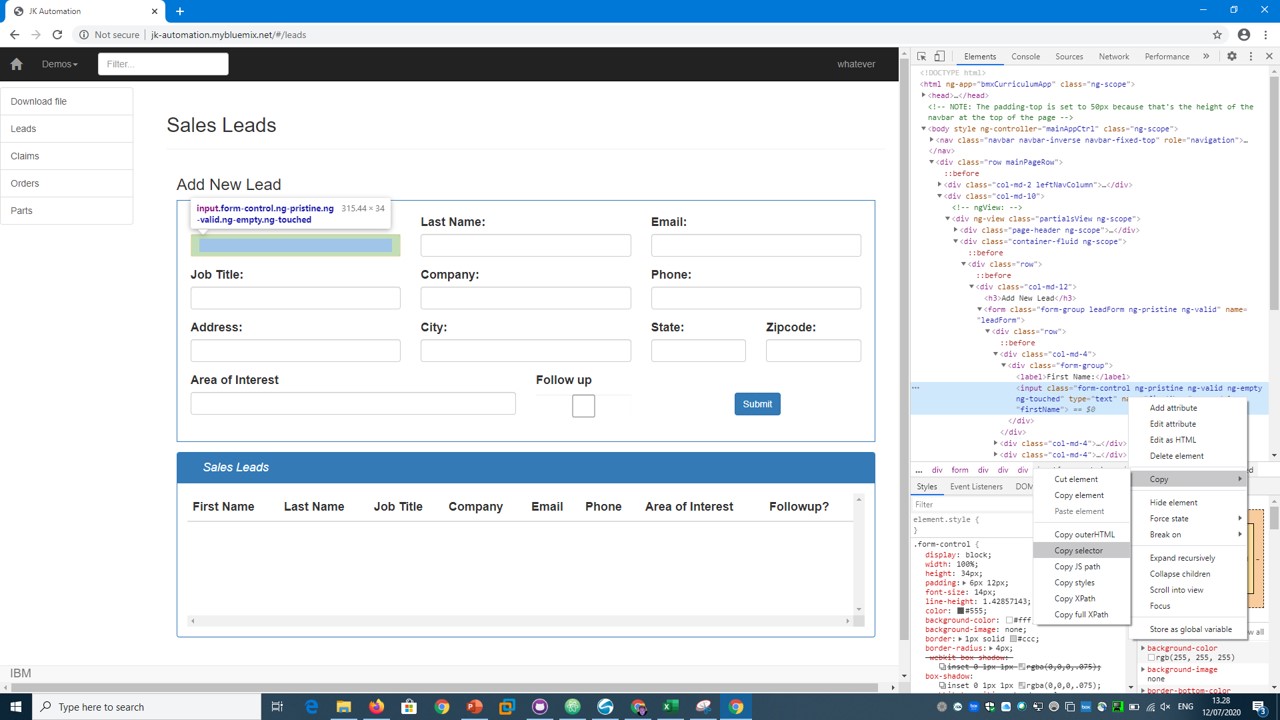 JK Automation
Not secure | jk-automation.mybluemix.net/#/leads
Demos
Filter...
whatever
Download file
Leads
Claims
Orders
Parts
Sales Leads
Add New Lead
input.form-control.ng-pristine.ng-valid.ng-empty.ng-touched 315.44 × 34
Last Name:
Email:
Job Title:
Company:
Phone:
Address:
City:
State:
Zipcode:
Area of Interest
Follow up
Submit
Sales Leads
First Name Last Name Job Title Company Email Phone Area of Interest Followup?
IBM
Elements Console Sources Network Performance
<!DOCTYPE html>
<html ng-app="bmxCurriculumApp" class="ng-scope">
<head>…</head>
<!-- NOTE: The padding-top is set to 50px because that's the height of the
navbar at the top of the page -->
<body style ng-controller="mainAppCtrl" class="ng-scope">
<nav class="navbar navbar-inverse navbar-fixed-top" role="navigation">…
</nav>
<div class="row mainPageRow">
::before
<div class="col-md-2 leftNavColumn">…</div>
<div class="col-md-10">
<!-- ngView: -->
<div ng-view class="partialsView ng-scope">
<div class="page-header ng-scope">…</div>
<div class="container-fluid ng-scope">
::before
<div class="row">
::before
<div class="col-md-12">
<h3>Add New Lead</h3>
<form class="form-group leadForm ng-pristine ng-valid" name=
"leadForm">
<div class="row">
::before
<div class="col-md-4">
<div class="form-group">
<label>First Name:</label>
<input class="form-control ng-pristine ng-valid ng-empty
ng-touched" type="text"
"firstName"> == $0
</div>
</div>
<div class="col-md-4">…</div>
<div class="col-md-4">…</div>
... div form div div div
Styles Event Listeners DOM
Filter
element.style {
}
.form-control {
display: block;
width: 100%;
height: 34px;
padding: 6px 12px;
font-size: 14px;
line-height: 1.42857143;
color: #555;
background-color: #fff
background-image: none;
border: 1px solid #ccc;
border-radius: 4px;
-webkit-box-shadow:
inset 0 1px 1px rgba(0,0,0,.075);
box-shadow:
inset 0 1px 1px rgba(0,0,0,.075);
Add attribute
Edit attribute
Edit as HTML
Delete element
Copy
Hide element
Force state
Break on
Expand recursively
Collapse children
Scroll into view
Focus
Store as global variable
Cut element
Copy element
Paste element
Copy outerHTML
Copy selector
Copy JS path
Copy styles
Copy XPath
Copy full XPath
background-color
rgb(255, 255, 255)
background-image
none
border-bottom-color
Type here to search
ENG
13.28
12/07/2020